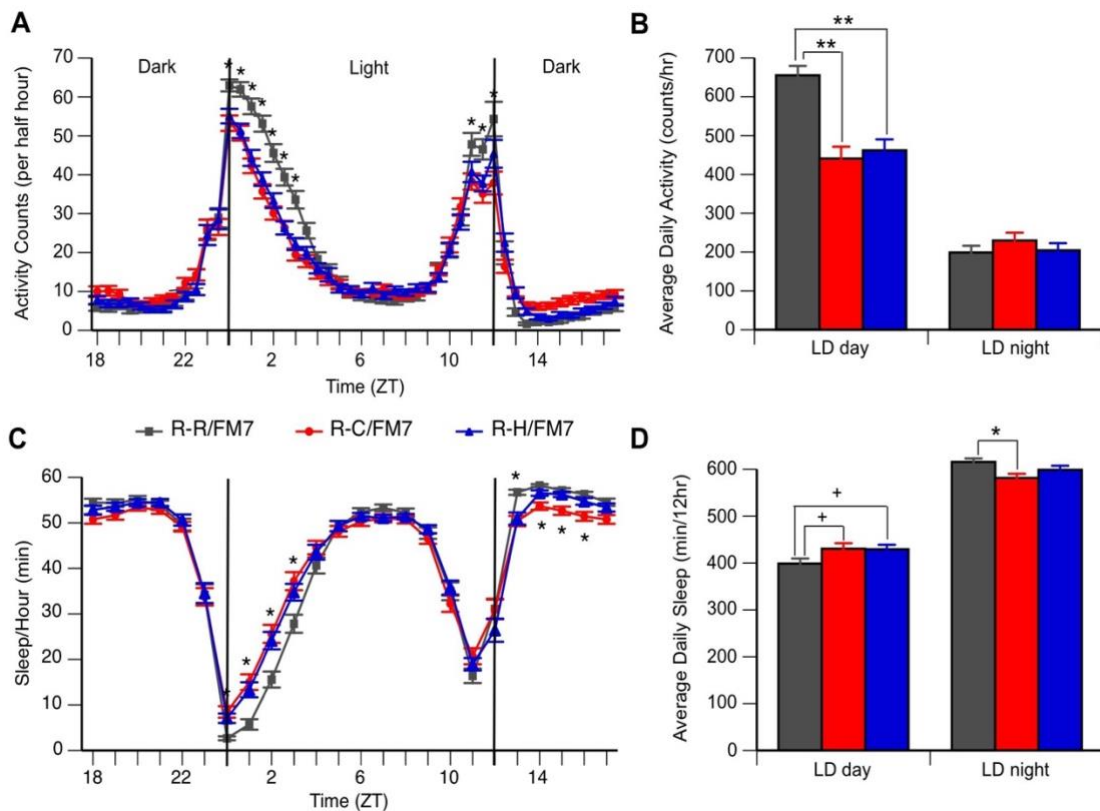 A
Activity Counts (per half hour)
70
60
50
40
30
20
10
0
Dark
Light
Dark
* * * * * * *
* * *
18
22
2
6
10
14
Time (ZT)
B
Average Daily Activity (counts/hr)
700
600
500
400
300
200
100
0
**
**
LD day
LD night
R-R/FM7
R-C/FM7
R-H/FM7
C
Sleep/Hour (min)
60
50
40
30
20
10
0
* * * *
*
* * *
18
22
2
6
10
14
Time (ZT)
D
Average Daily Sleep (min/12hr)
600
500
400
300
200
100
0
+
+
*
LD day
LD night